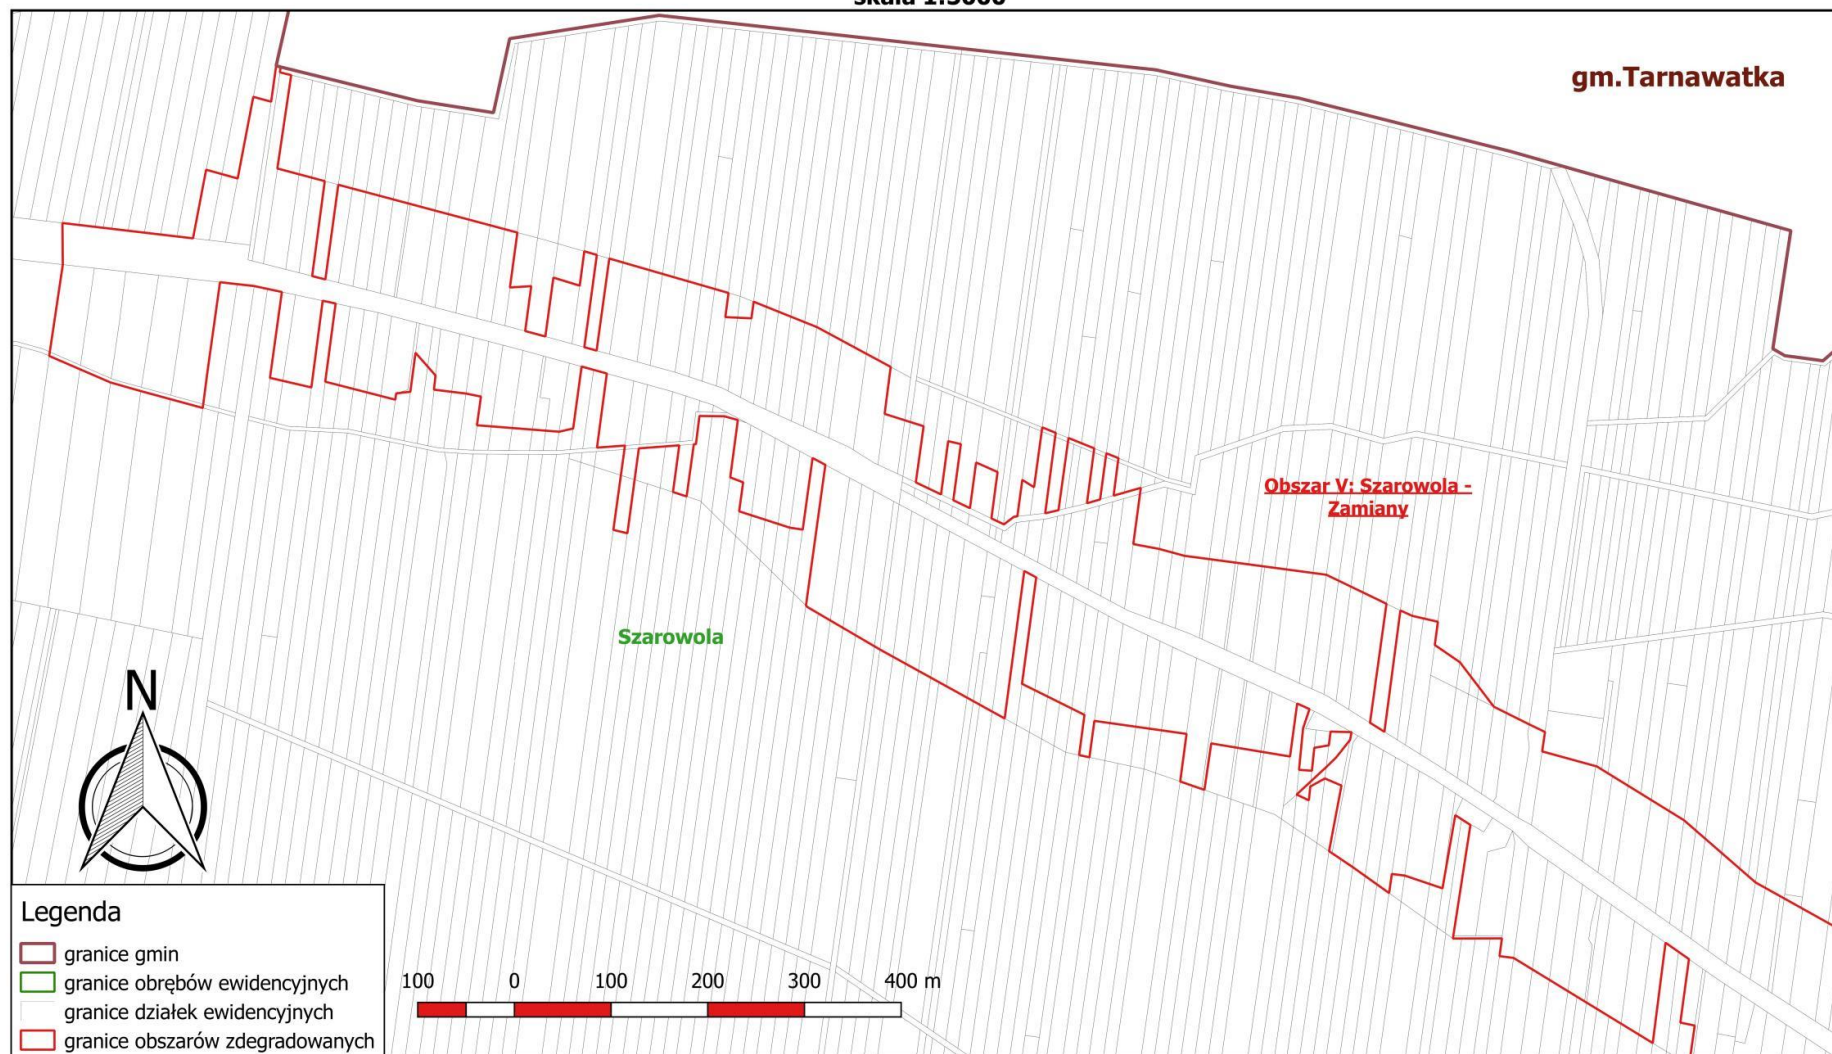 gm.Tarnawatka
Obszar V: Szarowola -
Zamiany
Szarowola
N
Legenda
granice gmin
granice obrębów ewidencyjnych
granice działek ewidencyjnych
granice obszarów zdegradowanych
100 0 100 200 300 400 m